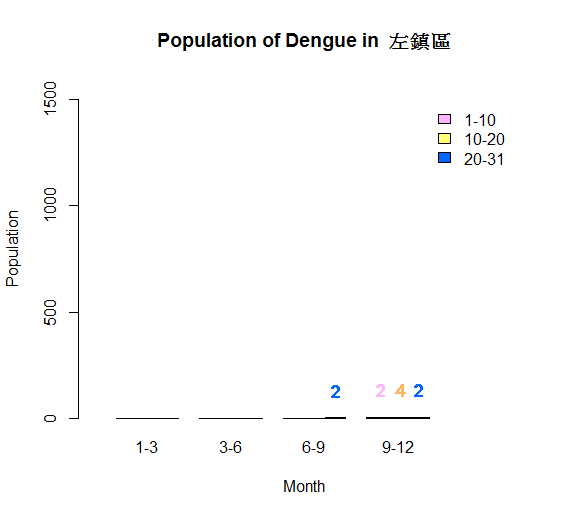 Population of Dengue in 左鎮區
1-10
10-20
20-31
Population
1500
1000
500
0
2
2 4 2
1-3 3-6 6-9 9-12
Month